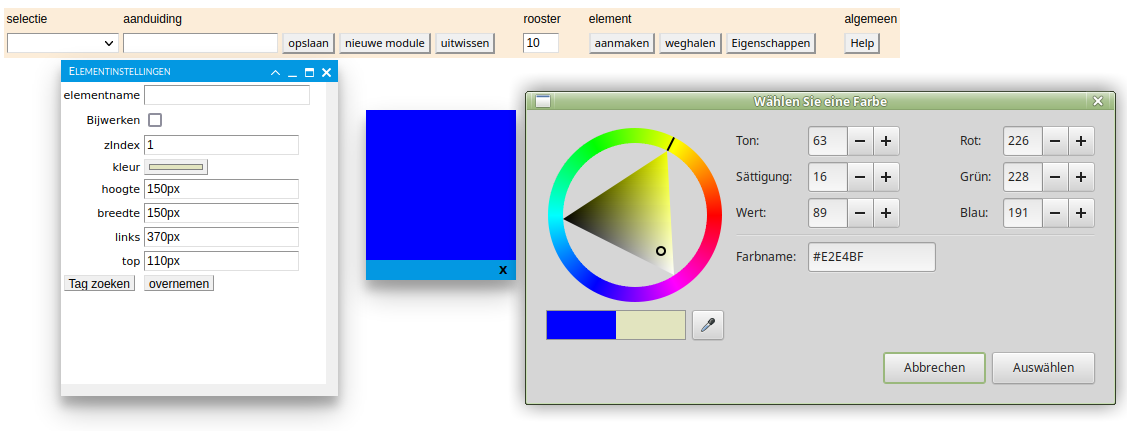 selectie aanduiding rooster element algemeen
opslaan nieuwe module uitwissen 10 aanmaken weghalen Eigenschappen Help
Elementinstellingen
elementname
Bijwerken
zIndex 1
kleur
hoogte 150px
breedte 150px
links 370px
top 110px
Tag zoeken overnemen
x
Wählen Sie eine Farbe
Ton: 63 Rot: 226
Sättigung: 16 Grün: 228
Wert: 89 Blau: 191
Farbname: #E2E4BF
Abbrechen Auswählen